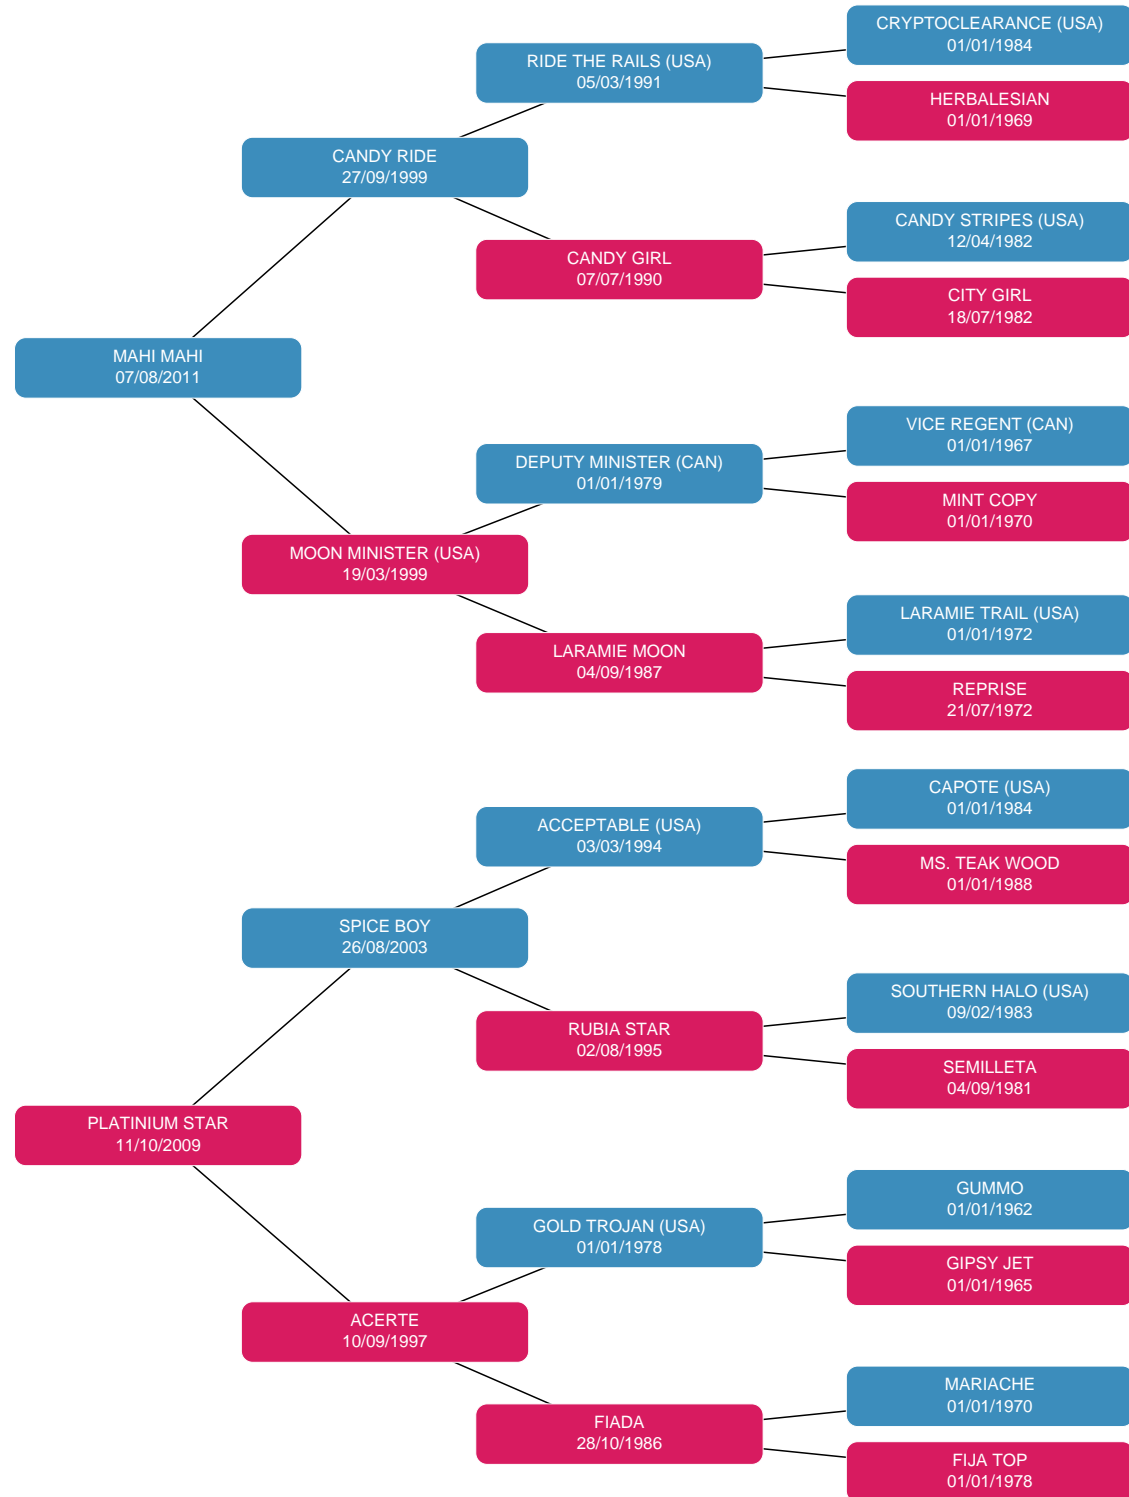 CRYPTOCLEARANCE (USA)
01/01/1984
RIDE THE RAILS (USA)
05/03/1991
HERBALESIAN
01/01/1969
CANDY RIDE
27/09/1999
CANDY STRIPES (USA)
12/04/1982
CANDY GIRL
07/07/1990
CITY GIRL
18/07/1982
MAHI MAHI
07/08/2011
VICE REGENT (CAN)
01/01/1967
DEPUTY MINISTER (CAN)
01/01/1979
MINT COPY
01/01/1970
MOON MINISTER (USA)
19/03/1999
LARAMIE TRAIL (USA)
01/01/1972
LARAMIE MOON
04/09/1987
REPRISE
21/07/1972
CAPOTE (USA)
01/01/1984
ACCEPTABLE (USA)
03/03/1994
MS. TEAK WOOD
01/01/1988
SPICE BOY
26/08/2003
SOUTHERN HALO (USA)
09/02/1983
RUBIA STAR
02/08/1995
SEMILLETA
04/09/1981
PLATINIUM STAR
11/10/2009
GUMMO
01/01/1962
GOLD TROJAN (USA)
01/01/1978
GIPSY JET
01/01/1965
ACERTE
10/09/1997
MARIACHE
01/01/1970
FIADA
28/10/1986
FIJA TOP
01/01/1978